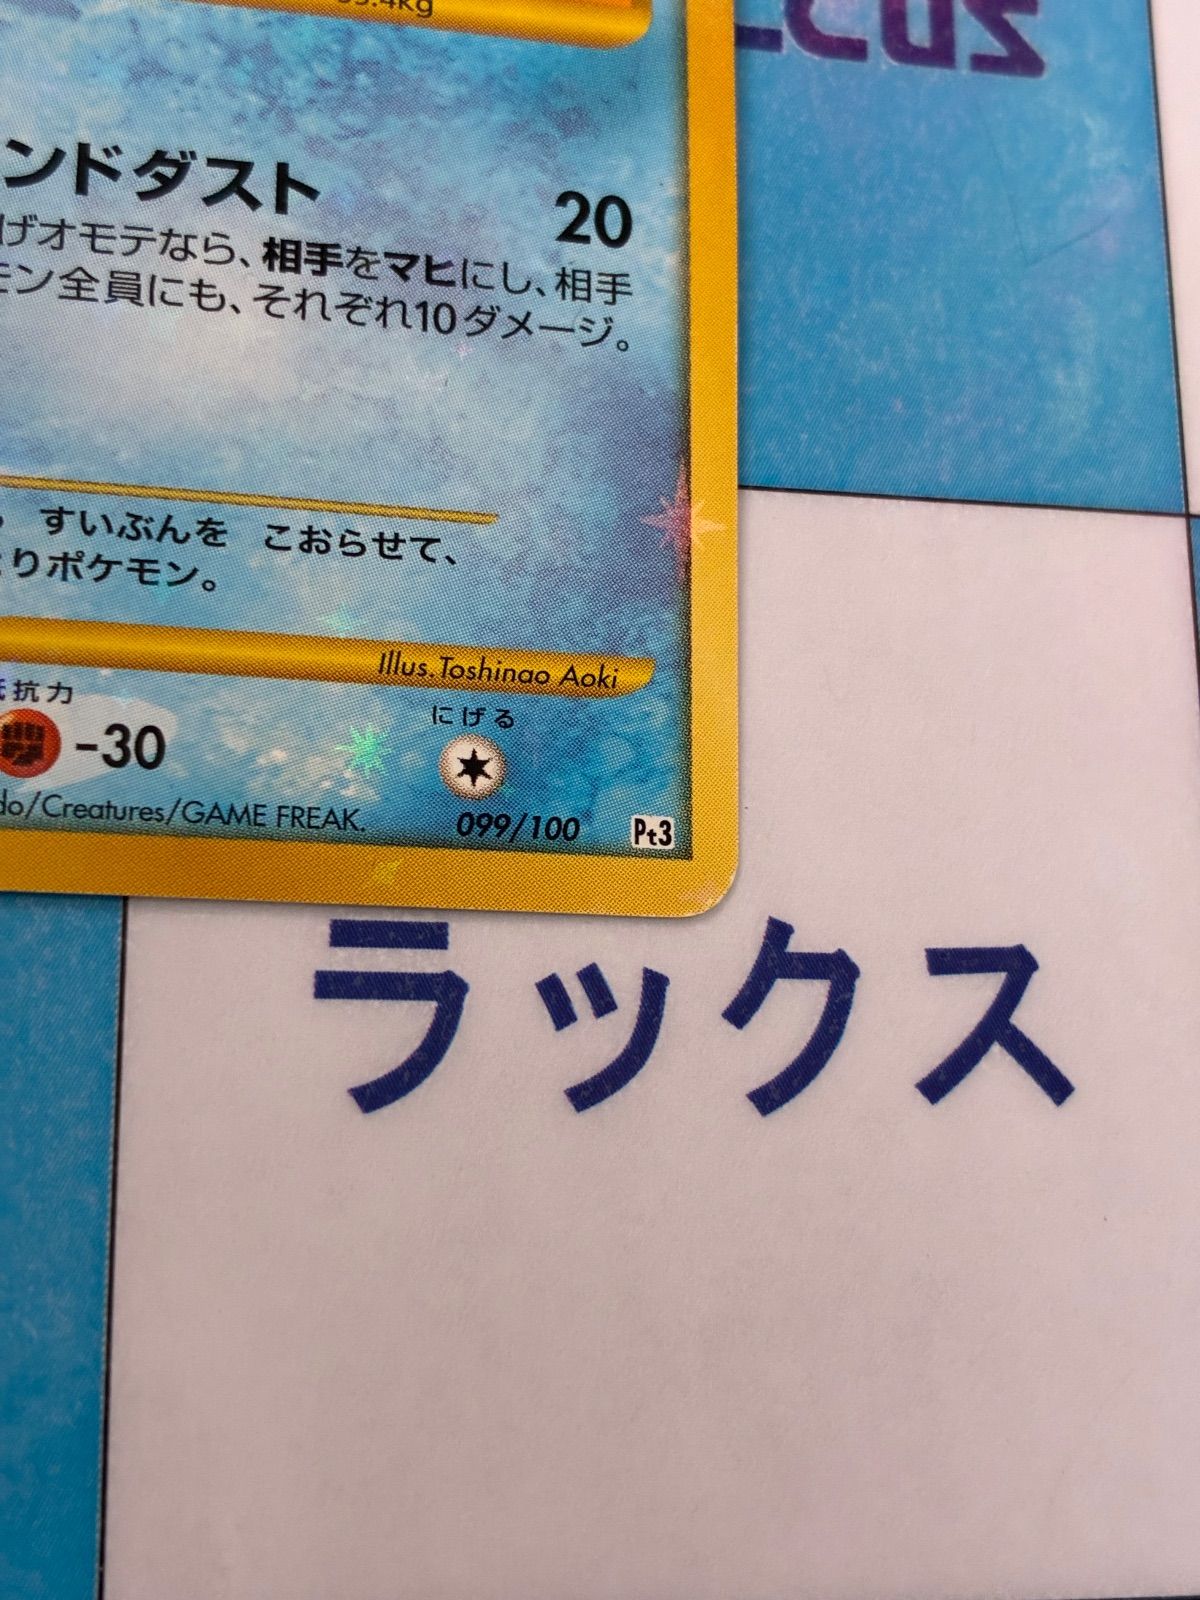 55.4kg
ンドダスト 20
げオモテなら、相手をマヒにし、相手
モン全員にも、それぞれ10ダメージ。
すいぶんを こおらせて、
とりポケモン。
Illus.Toshinao Aoki
抵抗力 にげる
-30
do/Creatures/GAME FREAK. 099/100 Pt3
ラックス